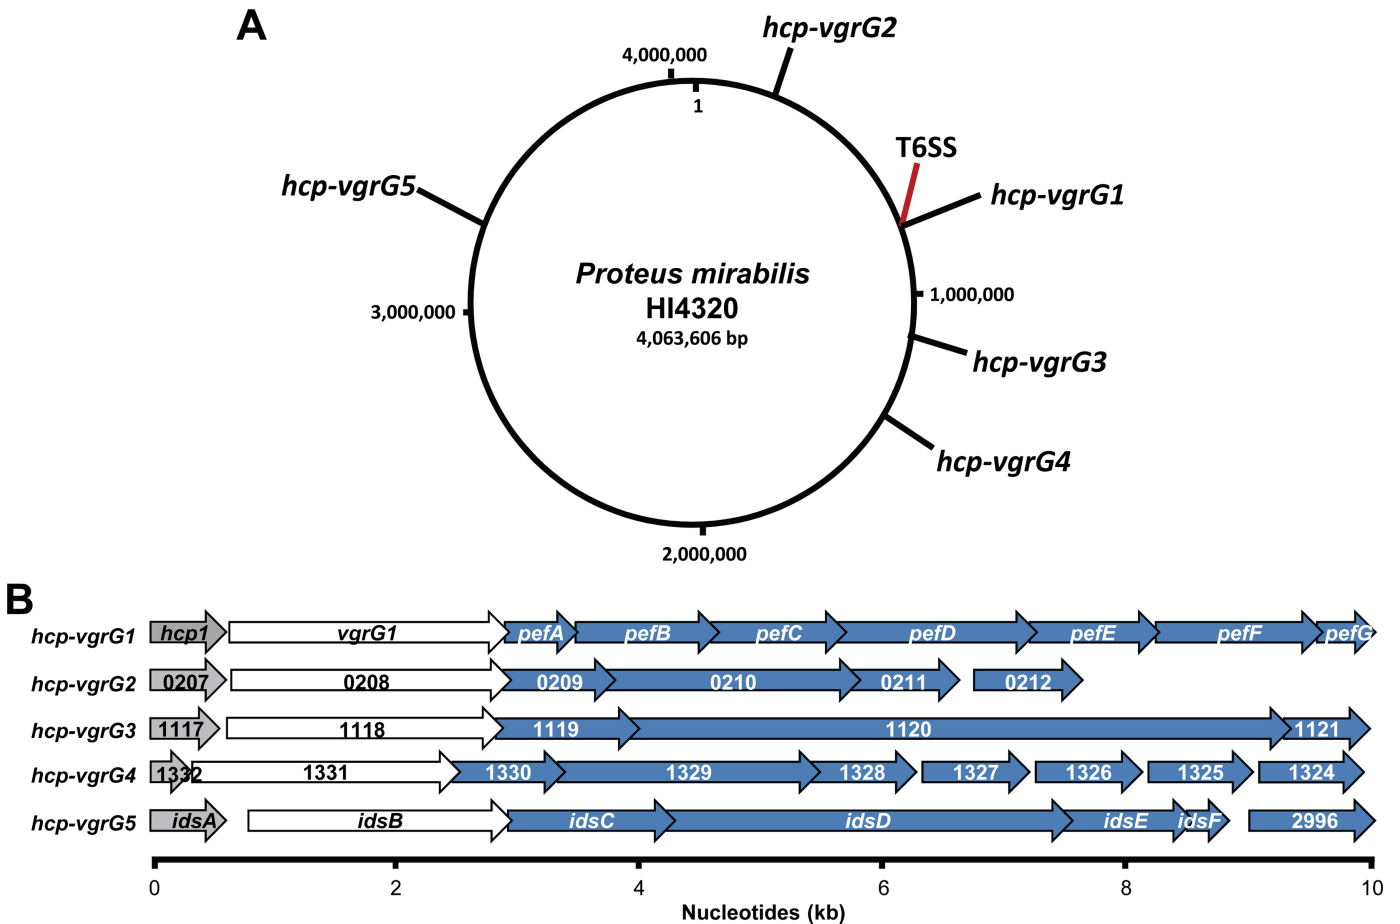 A
hcp-vgrG2
4,000,000
1
T6SS
hcp-vgrG5
hcp-vgrG1
Proteus mirabilis
HI4320
4,063,606 bp
1,000,000
3,000,000
hcp-vgrG3
hcp-vgrG4
2,000,000
B
hcp-vgrG1 hcp1 vgrG1 pefA pefB pefC pefD pefE pefF pefG
hcp-vgrG2 0207 0208 0209 0210 0211 0212
hcp-vgrG3 1117 1118 1119 1120 1121
hcp-vgrG4 1332 1331 1330 1329 1328 1327 1326 1325 1324
hcp-vgrG5 idsA idsB idsC idsD idsE idsF 2996
0 2 4 6 8 10
Nucleotides (kb)